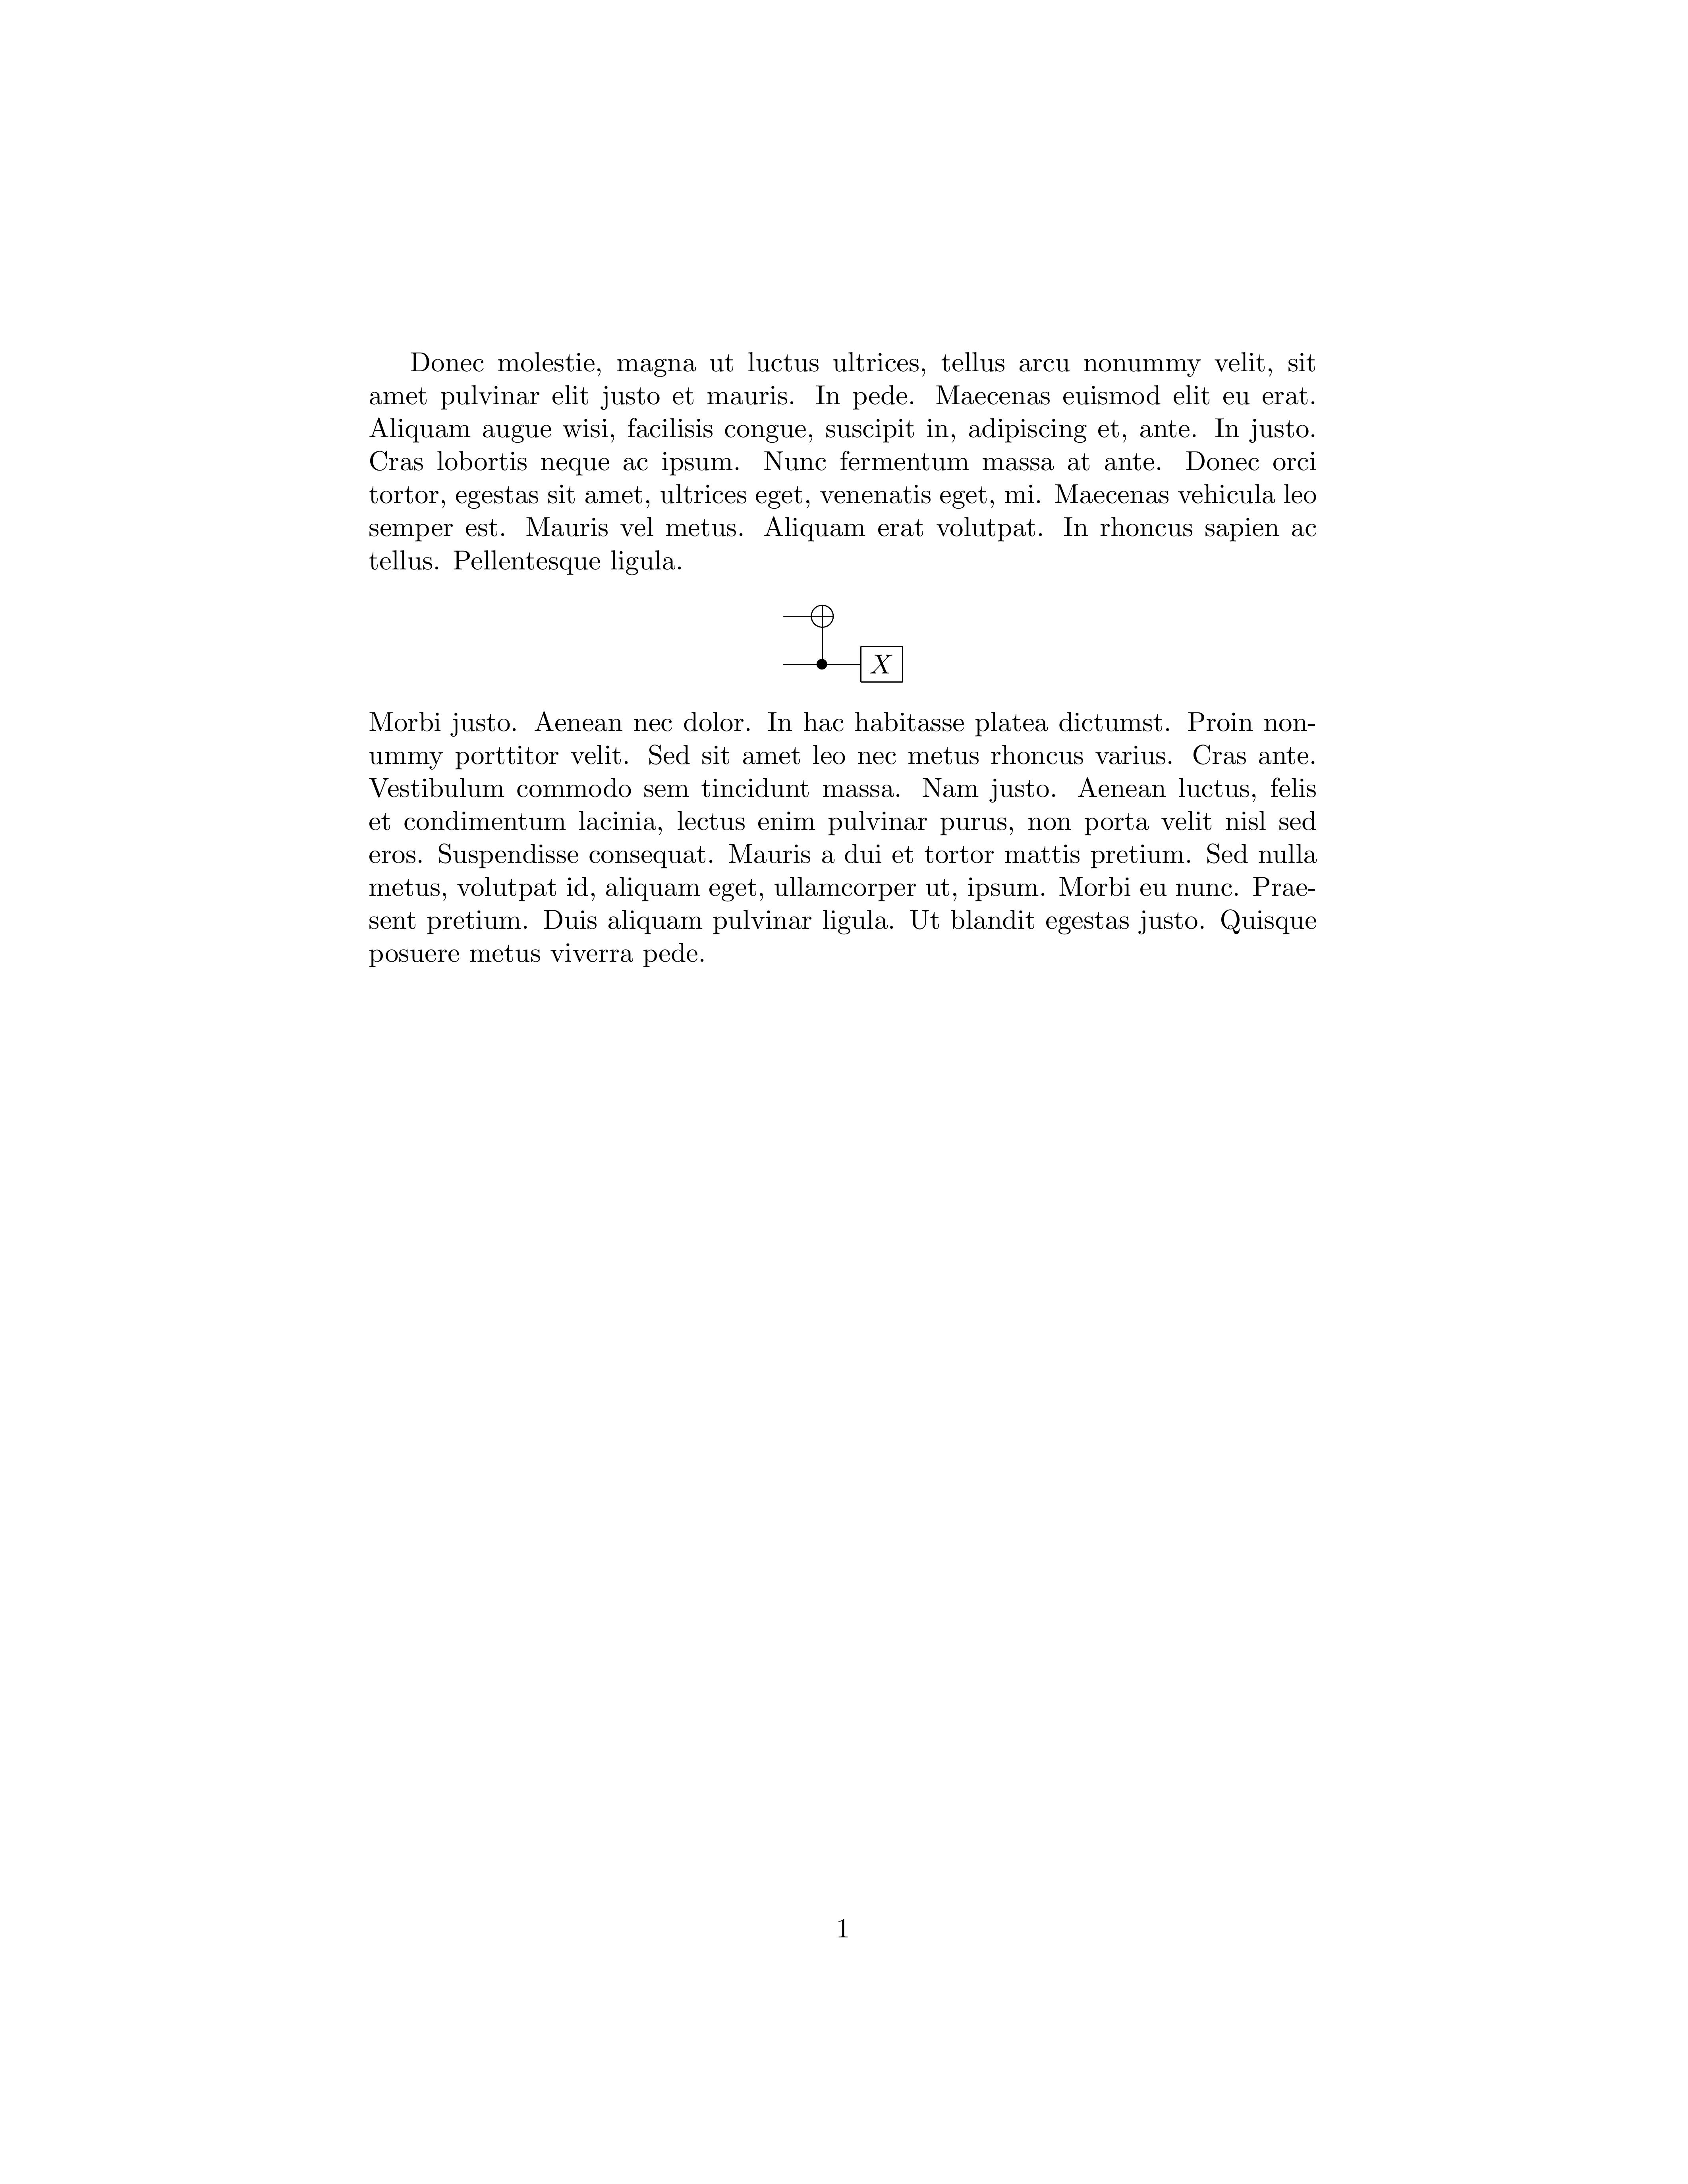 Donec molestie, magna ut luctus ultrices, tellus arcu nonummy velit, sit
amet pulvinar elit justo et mauris. In pede. Maecenas euismod elit eu erat.
Aliquam augue wisi, facilisis congue, suscipit in, adipiscing et, ante. In justo.
Cras lobortis neque ac ipsum. Nunc fermentum massa at ante. Donec orci
tortor, egestas sit amet, ultrices eget, venenatis eget, mi. Maecenas vehicula leo
semper est. Mauris vel metus. Aliquam erat volutpat. In rhoncus sapien ac
tellus. Pellentesque ligula.
X
Morbi justo. Aenean nec dolor. In hac habitasse platea dictumst. Proin non-
ummy porttitor velit. Sed sit amet leo nec metus rhoncus varius. Cras ante.
Vestibulum commodo sem tincidunt massa. Nam justo. Aenean luctus, felis
et condimentum lacinia, lectus enim pulvinar purus, non porta velit nisl sed
eros. Suspendisse consequat. Mauris a dui et tortor mattis pretium. Sed nulla
metus, volutpat id, aliquam eget, ullamcorper ut, ipsum. Morbi eu nunc. Prae-
sent pretium. Duis aliquam pulvinar ligula. Ut blandit egestas justo. Quisque
posuere metus viverra pede.
1